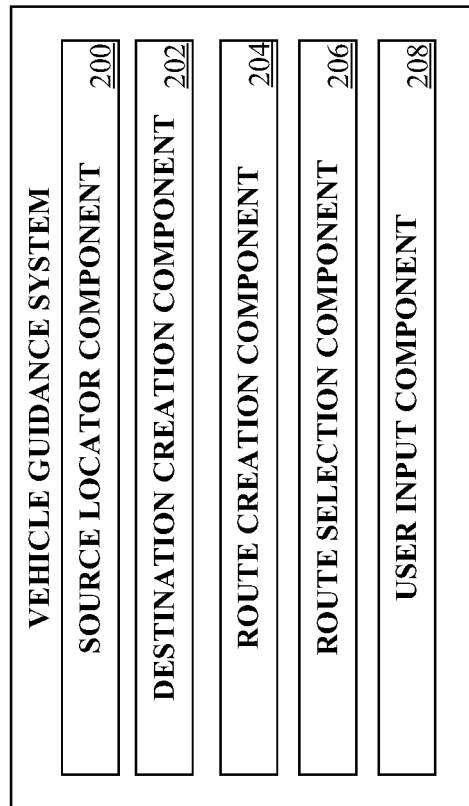 VEHICLE GUIDANCE SYSTEM
SOURCE LOCATOR COMPONENT 200
DESTINATION CREATION COMPONENT 202
ROUTE CREATION COMPONENT 204
ROUTE SELECTION COMPONENT 206
USER INPUT COMPONENT 208